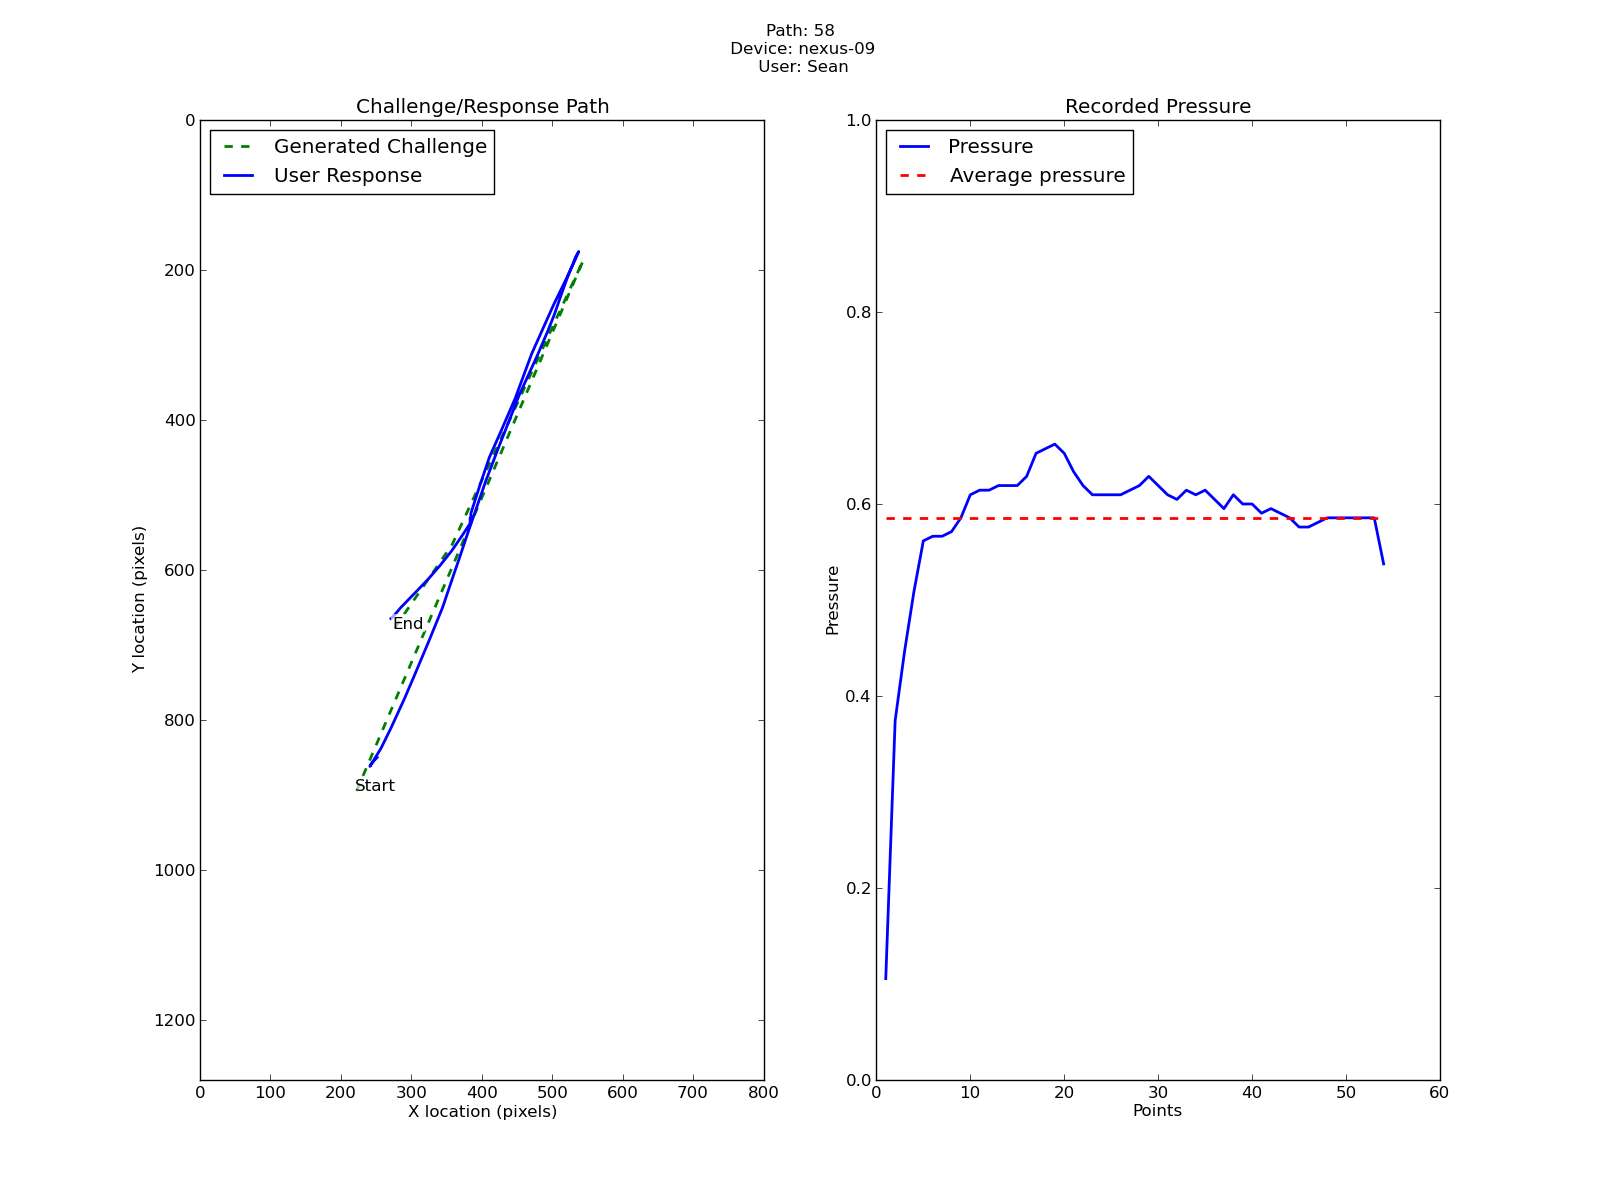 Path: 58
Device: nexus-09
User: Sean
Challenge/Response Path
Generated Challenge
User Response
0
200
400
600
800
1000
1200
Y location (pixels)
End
Start
0 100 200 300 400 500 600 700 800
X location (pixels)
Recorded Pressure
Pressure
Average pressure
1.0
0.8
0.6
0.4
0.2
0.0
Pressure
0 10 20 30 40 50 60
Points